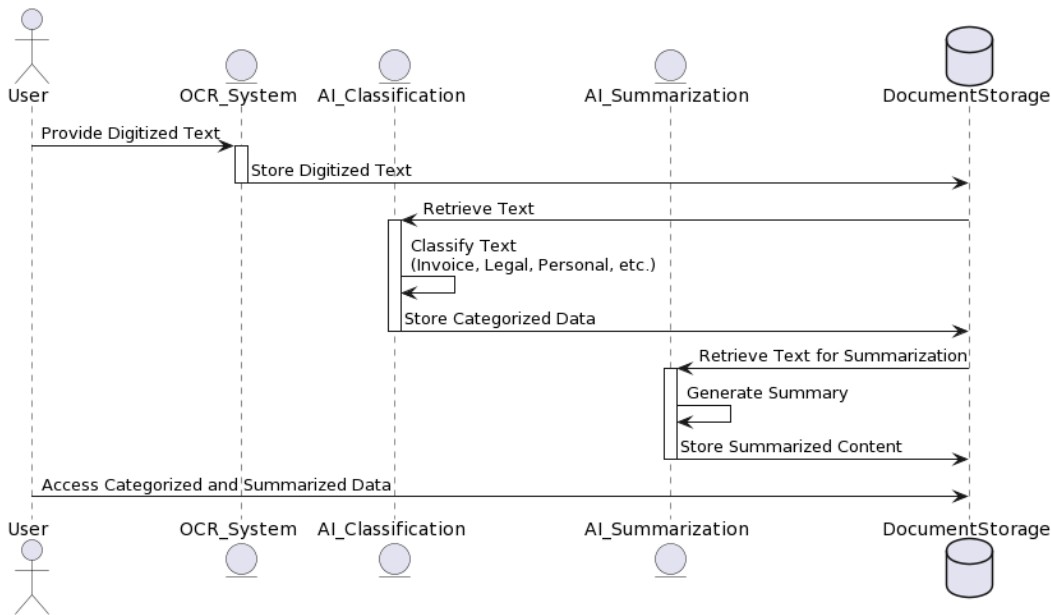 User
OCR_System
AI_Classification
AI_Summarization
DocumentStorage
Provide Digitized Text
Store Digitized Text
Retrieve Text
Classify Text
(Invoice, Legal, Personal, etc.)
Store Categorized Data
Retrieve Text for Summarization
Generate Summary
Store Summarized Content
Access Categorized and Summarized Data
User
OCR_System
AI_Classification
AI_Summarization
DocumentStorage